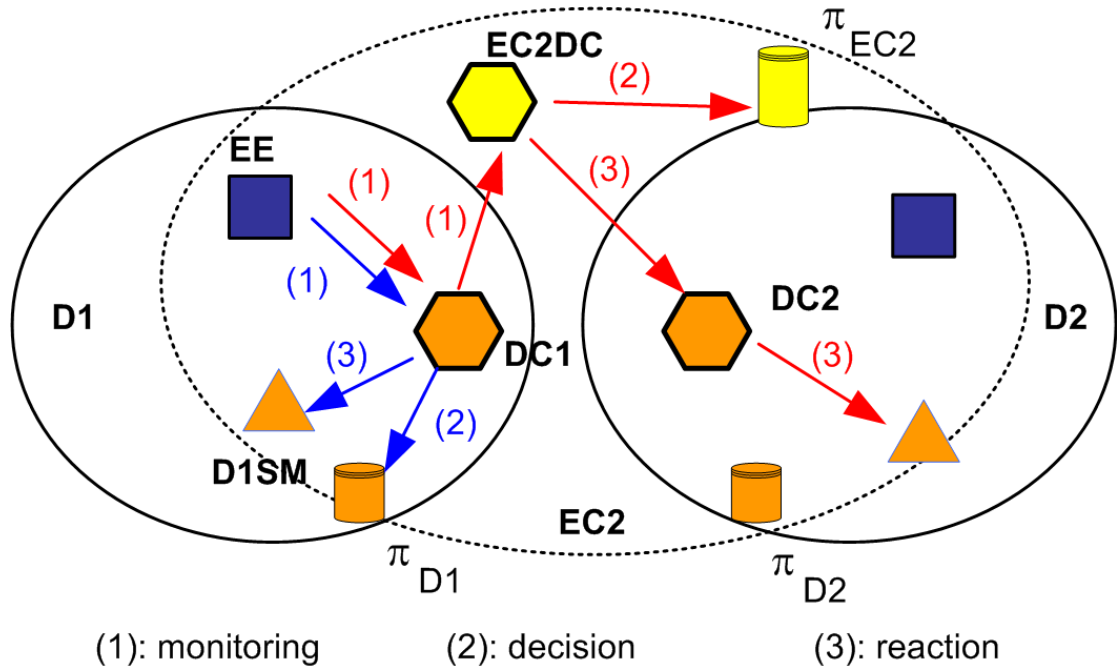 π
EC2
EC2DC
(2)
EE
(1)
(1)
(3)
(1)
D1
DC2
D2
DC1
(3)
(3)
(2)
D1SM
EC2
π
D1
π
D2
(1): monitoring (2): decision (3): reaction